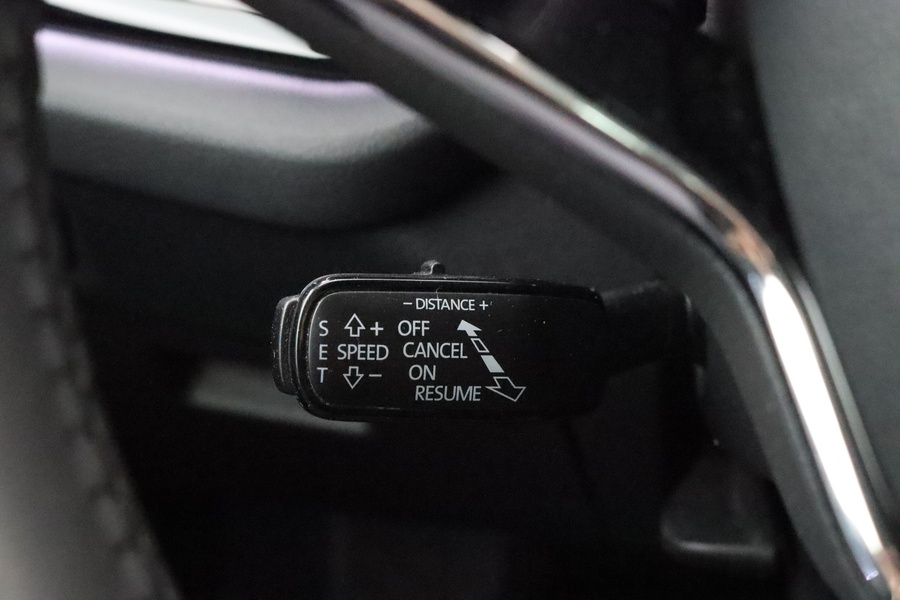 − DISTANCE +
S + OFF
E SPEED CANCEL
T − ON
RESUME